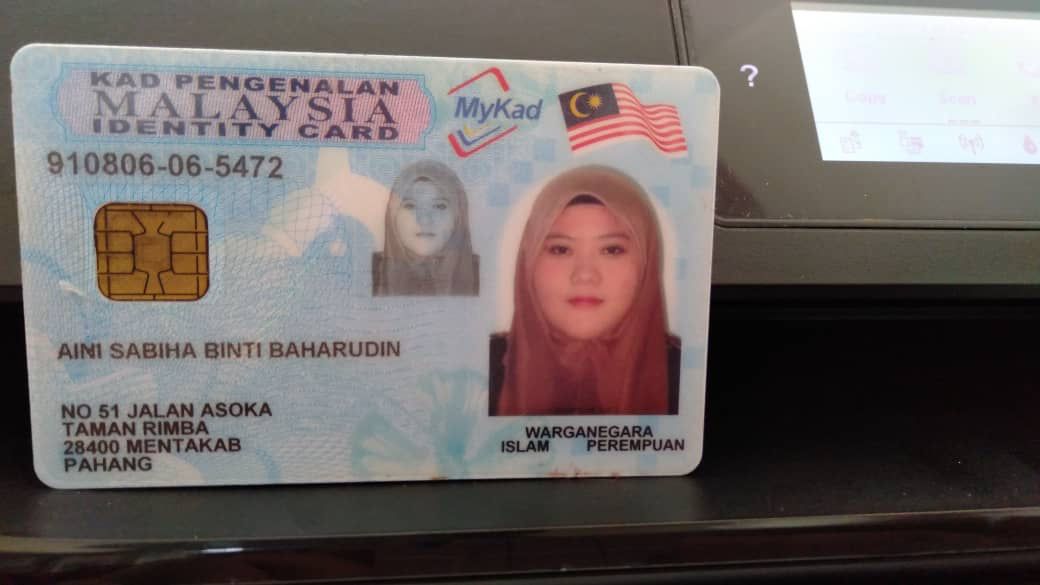 KAD PENGENALAN
MALAYSIA
IDENTITY CARD
MyKad
910806-06-5472
AINI SABIHA BINTI BAHARUDIN
NO 51 JALAN ASOKA
TAMAN RIMBA
28400 MENTAKAB
PAHANG
WARGANEGARA
ISLAM PEREMPUAN
?
Copy
Scan